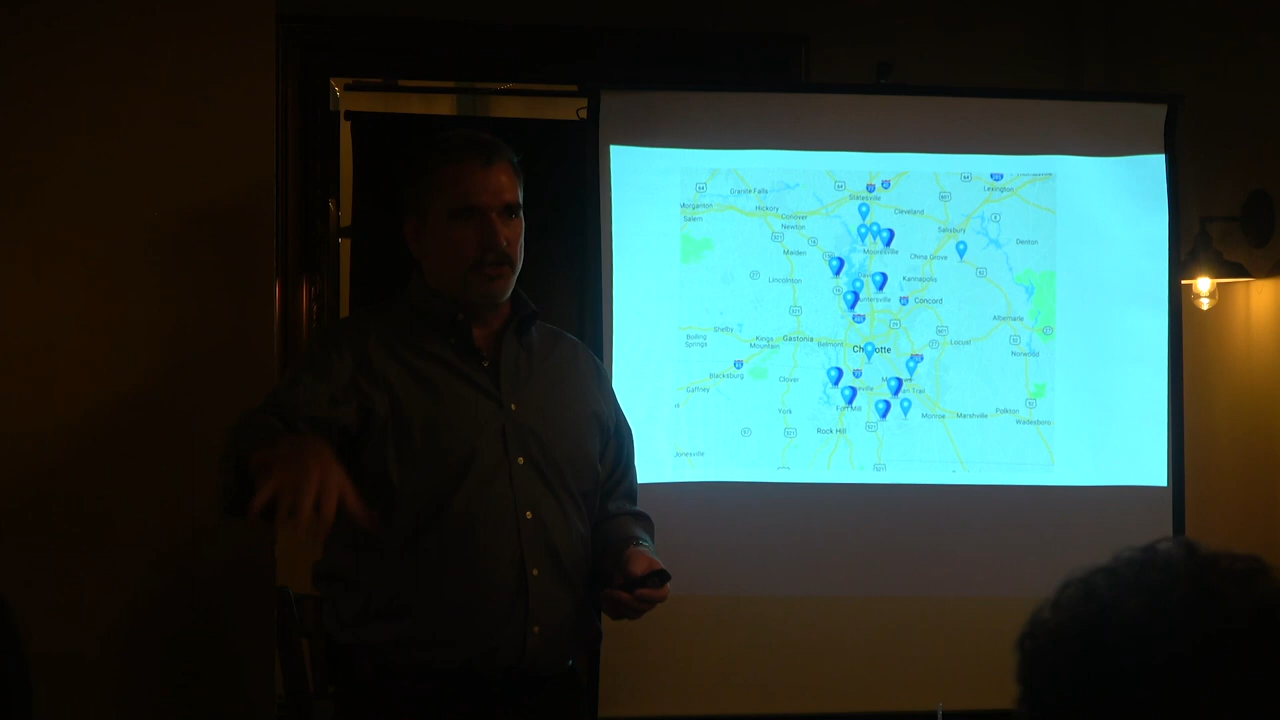 Granite Falls
Statesville
Lexington
Morganton
Salem
Hickory
Conover
Newton
Cleveland
Salisbury
Denton
Mooresville
Maiden
China Grove
Lincolnton
Kannapolis
Concord
Albemarle
Shelby
Boiling
Springs
Kings
Mountain
Gastonia
Belmont
Locust
Norwood
Blacksburg
Clover
Gaffney
York
Fort Mill
Monroe
Marshville
Polkton
Wadesboro
Rock Hill
Jonesville